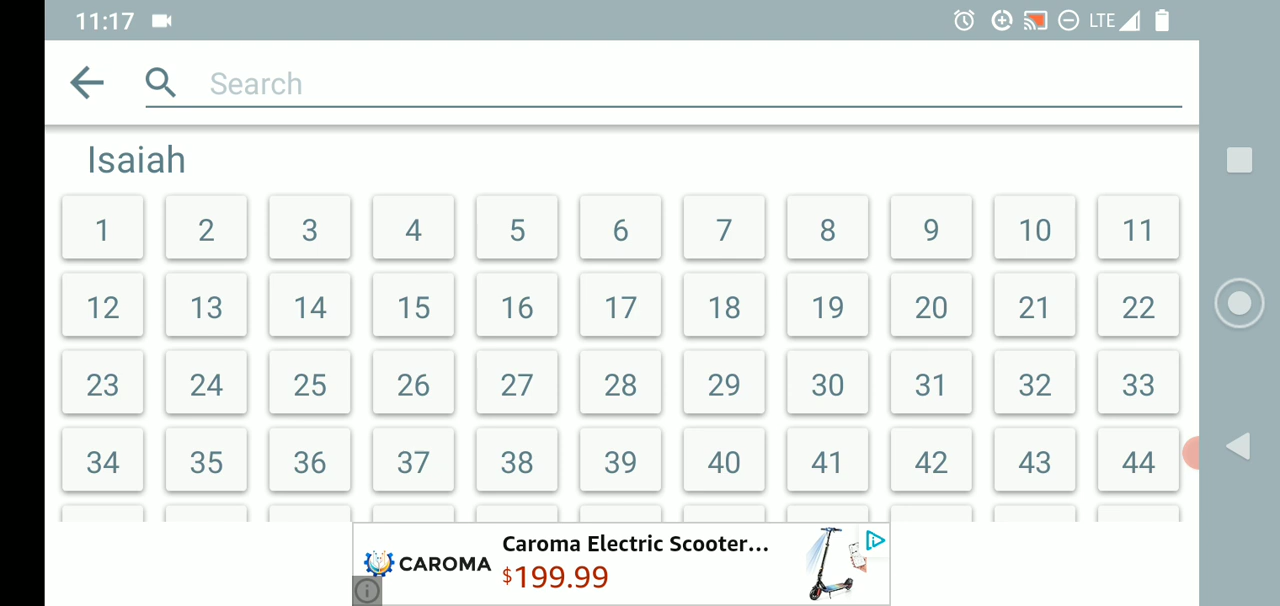 11:17 LTE
Search
Isaiah
1 2 3 4 5 6 7 8 9 10 11
12 13 14 15 16 17 18 19 20 21 22
23 24 25 26 27 28 29 30 31 32 33
34 35 36 37 38 39 40 41 42 43 44
CAROMA
Caroma Electric Scooter...
$199.99